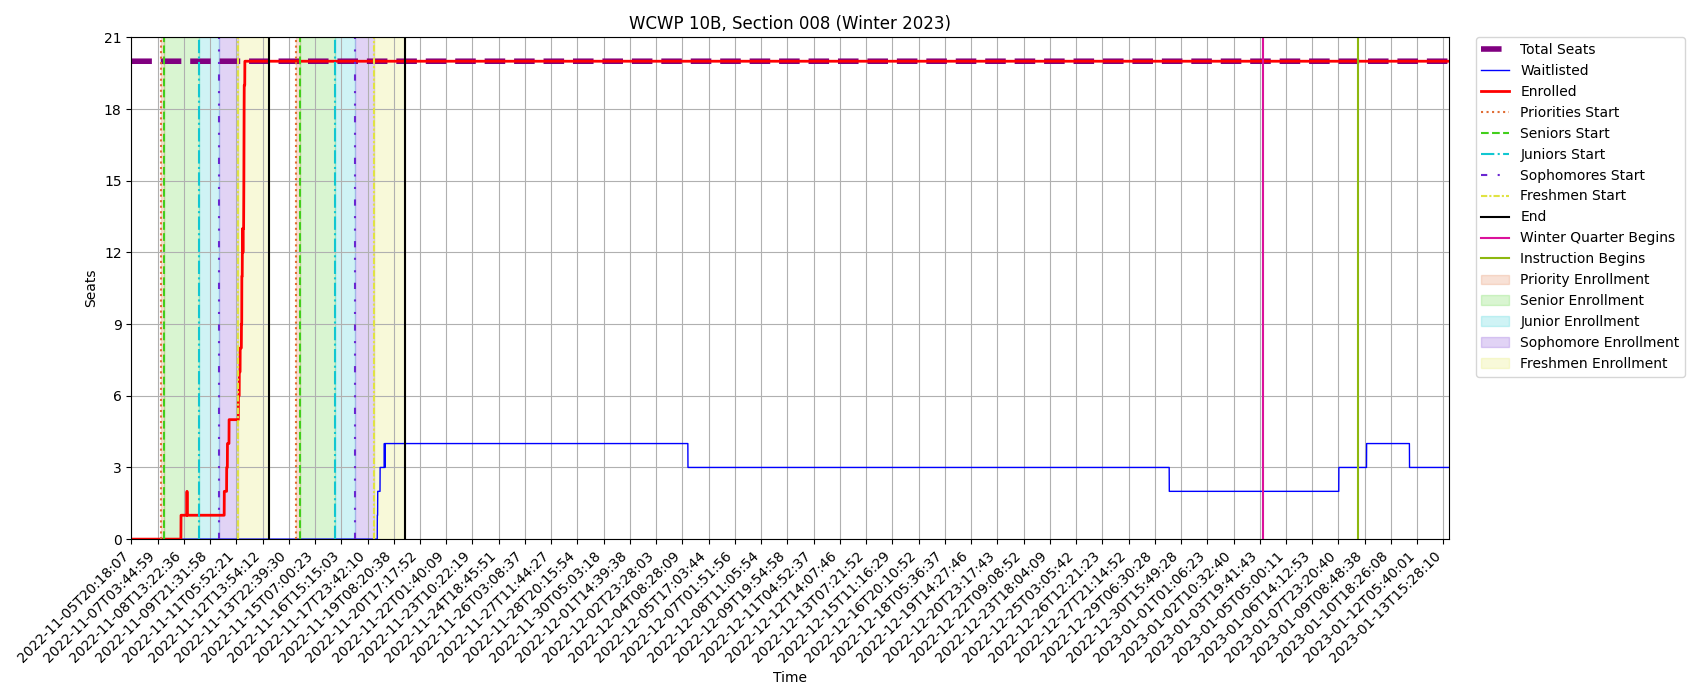 WCWP 10B, Section 008 (Winter 2023)
21
18
15
12
9
6
3
0
Seats
2022-11-05T20:18:07
2022-11-07T03:44:59
2022-11-08T13:22:36
2022-11-09T21:31:58
2022-11-11T05:52:21
2022-11-12T13:54:12
2022-11-13T22:39:30
2022-11-15T07:00:23
2022-11-16T15:15:03
2022-11-17T23:42:10
2022-11-19T08:20:38
2022-11-20T17:17:52
2022-11-22T01:40:09
2022-11-23T10:22:19
2022-11-24T18:45:51
2022-11-26T03:08:37
2022-11-27T11:44:27
2022-11-28T20:15:54
2022-11-30T05:03:18
2022-12-01T14:39:38
2022-12-02T23:28:03
2022-12-04T08:28:09
2022-12-05T17:03:44
2022-12-07T01:51:56
2022-12-08T11:05:54
2022-12-09T19:54:58
2022-12-11T04:52:37
2022-12-12T14:07:46
2022-12-13T07:21:52
2022-12-15T11:16:29
2022-12-16T20:10:52
2022-12-18T05:36:37
2022-12-19T14:27:46
2022-12-20T23:17:43
2022-12-22T09:08:52
2022-12-23T18:04:09
2022-12-25T03:05:42
2022-12-26T12:21:23
2022-12-27T21:14:52
2022-12-29T06:30:28
2022-12-30T15:49:28
2023-01-01T01:06:23
2023-01-02T10:32:40
2023-01-03T19:41:43
2023-01-05T05:00:11
2023-01-06T14:12:53
2023-01-07T23:20:40
2023-01-09T08:48:38
2023-01-10T18:26:08
2023-01-12T05:40:01
2023-01-13T15:28:10
Time
Total Seats
Waitlisted
Enrolled
Priorities Start
Seniors Start
Juniors Start
Sophomores Start
Freshmen Start
End
Winter Quarter Begins
Instruction Begins
Priority Enrollment
Senior Enrollment
Junior Enrollment
Sophomore Enrollment
Freshmen Enrollment